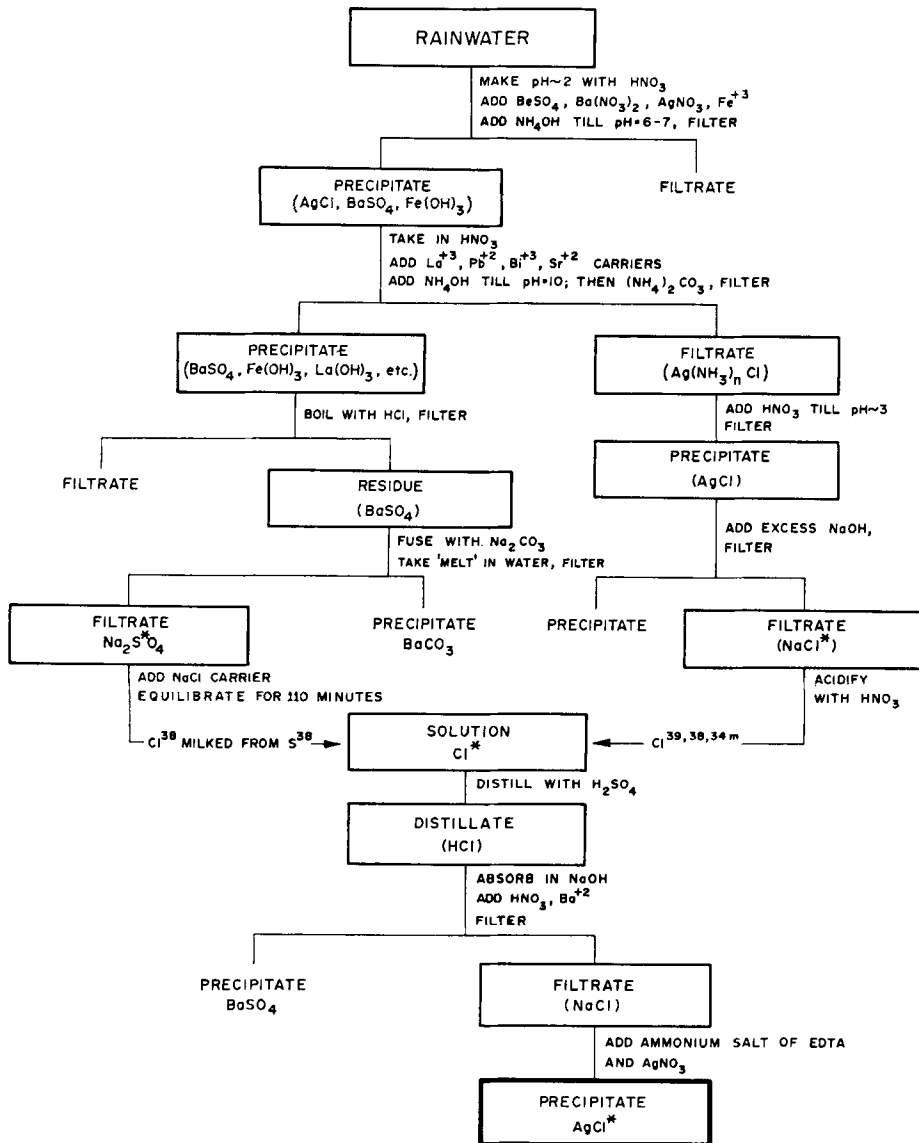 RAINWATER
MAKE pH~2 WITH HNO₃
ADD BeSO₄, Ba(NO₃)₂, AgNO₃, Fe⁺³
ADD NH₄OH TILL pH=6-7, FILTER
PRECIPITATE
(AgCl, BaSO₄, Fe(OH)₃)
FILTRATE
TAKE IN HNO₃
ADD La⁺³, Pb⁺², Bi⁺³, Sr⁺² CARRIERS
ADD NH₄OH TILL pH=10; THEN (NH₄)₂CO₃, FILTER
PRECIPITATE
(BaSO₄, Fe(OH)₃, La(OH)₃, etc.)
FILTRATE
(Ag(NH₃)ₙ Cl)
BOIL WITH HCl, FILTER
ADD HNO₃ TILL pH~3
FILTER
FILTRATE
RESIDUE
(BaSO₄)
PRECIPITATE
(AgCl)
FUSE WITH Na₂CO₃
TAKE 'MELT' IN WATER, FILTER
ADD EXCESS NaOH,
FILTER
FILTRATE
Na₂S*O₄
PRECIPITATE
BaCO₃
PRECIPITATE
FILTRATE
(NaCl*)
ADD NaCl CARRIER
EQUILIBRATE FOR 110 MINUTES
ACIDIFY
WITH HNO₃
Cl³⁸ MILKED FROM S³⁸
SOLUTION
Cl*
Cl³⁹,³⁸,³⁴ᵐ
DISTILL WITH H₂SO₄
DISTILLATE
(HCl)
ABSORB IN NaOH
ADD HNO₃, Ba⁺²
FILTER
PRECIPITATE
BaSO₄
FILTRATE
(NaCl)
ADD AMMONIUM SALT OF EDTA
AND AgNO₃
PRECIPITATE
AgCl*